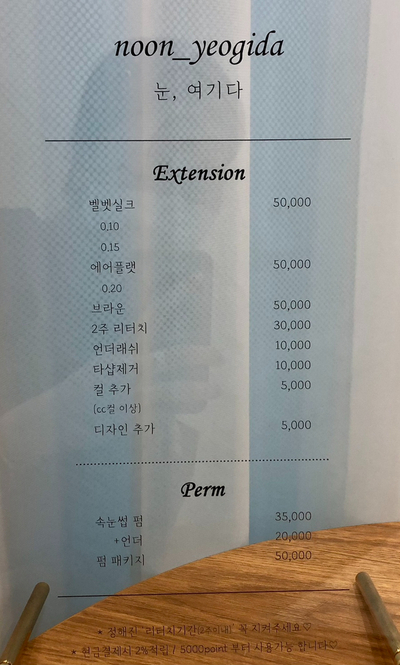 noon_yeogida
눈, 여기다
Extension
벨벳실크 50,000
0.10
0.15
에어플랫 50,000
0.20
브라운 50,000
2주 리터치 30,000
언더래쉬 10,000
타샵제거 10,000
컬 추가 5,000
(cc컬 이상)
디자인 추가 5,000
Perm
속눈썹 펌 35,000
+언더 20,000
펌 패키지 50,000
* 정해진 '리터치기간(2주이내)' 꼭 지켜주세요♡
* 현금결제시 2%적립 / 5000point 부터 사용가능 합니다♡